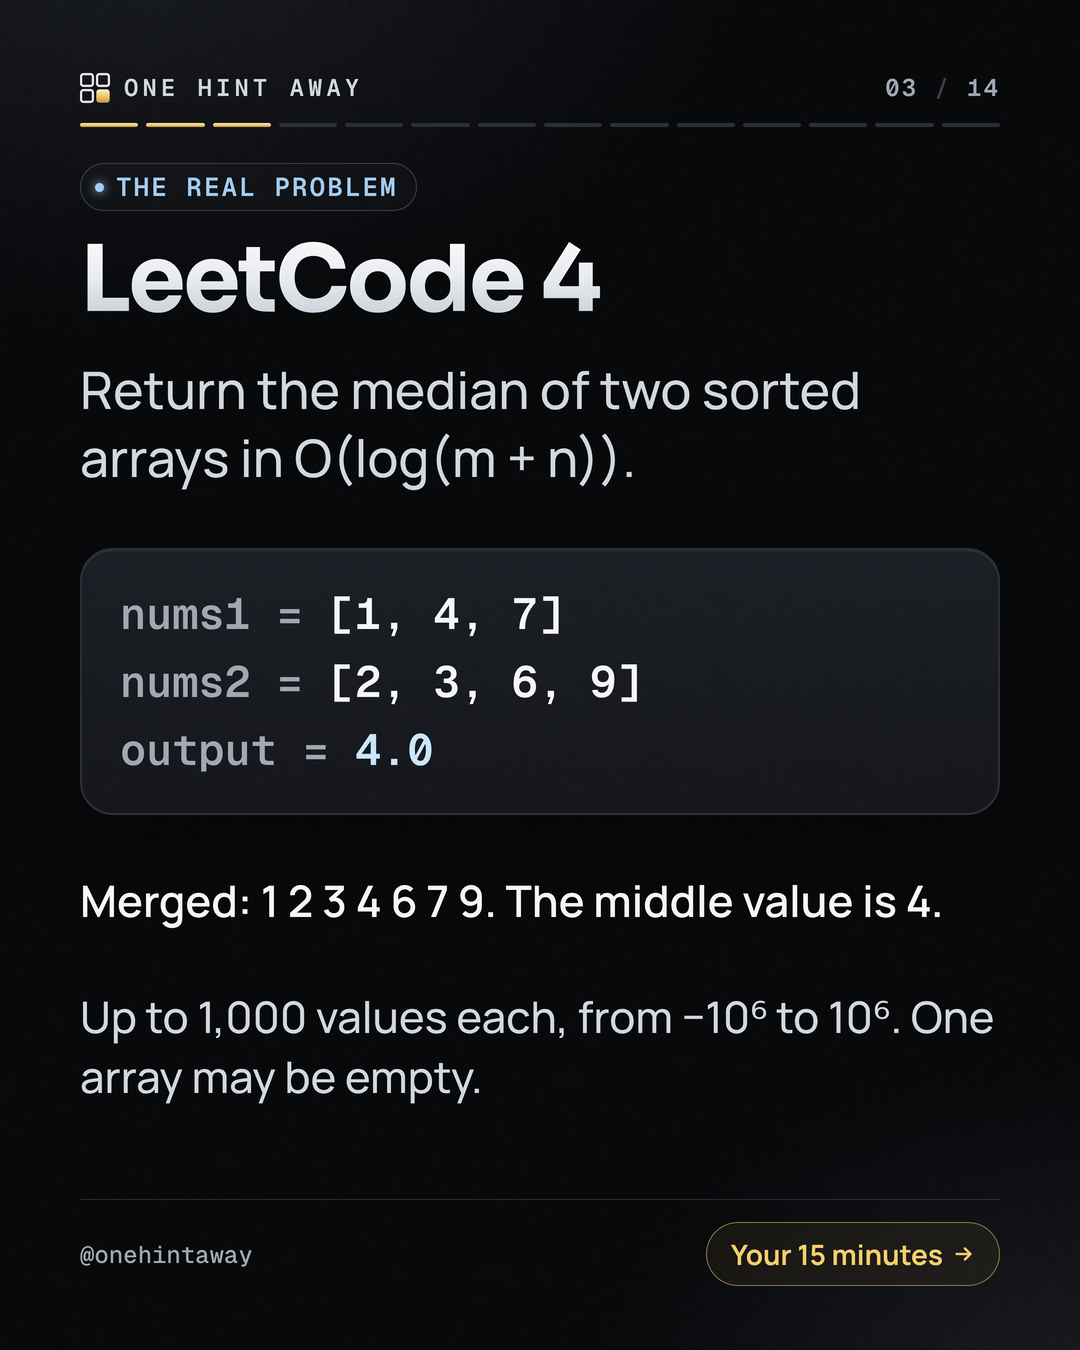 ONE HINT AWAY
03 / 14
THE REAL PROBLEM
LeetCode 4
Return the median of two sorted
arrays in O(log(m + n)).
nums1 = [1, 4, 7]
nums2 = [2, 3, 6, 9]
output = 4.0
Merged: 1 2 3 4 6 7 9. The middle value is 4.
Up to 1,000 values each, from −10⁶ to 10⁶. One
array may be empty.
@onehintaway
Your 15 minutes →